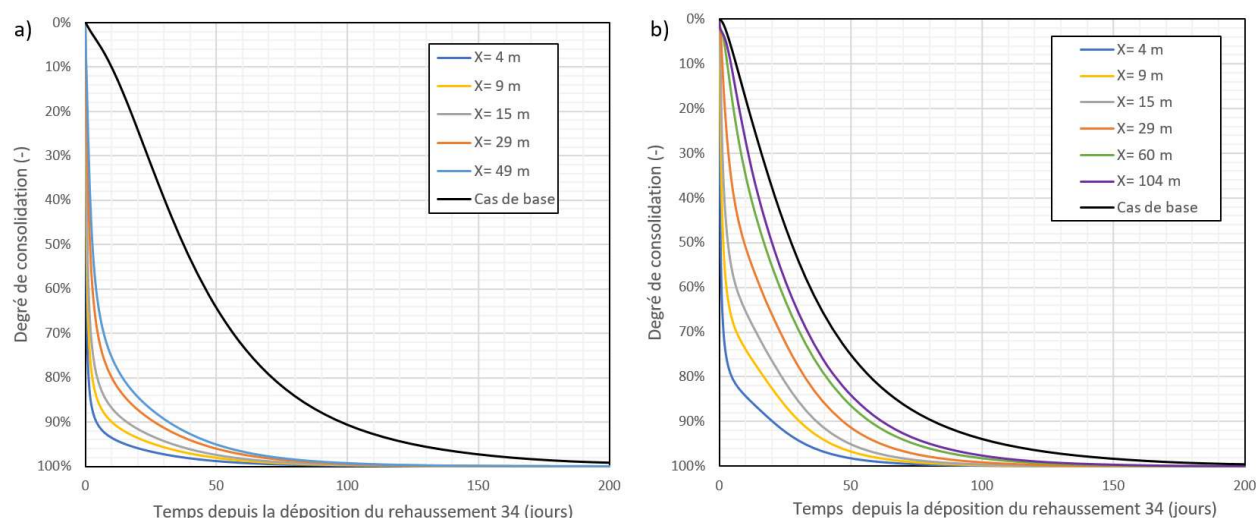 a)
Degré de consolidation (-)
0%
10%
20%
30%
40%
50%
60%
70%
80%
90%
100%
X= 4 m
X= 9 m
X= 15 m
X= 29 m
X= 49 m
Cas de base
0 50 100 150 200
Temps depuis la déposition du rehaussement 34 (jours)
b)
Degré de consolidation (-)
0%
10%
20%
30%
40%
50%
60%
70%
80%
90%
100%
X= 4 m
X= 9 m
X= 15 m
X= 29 m
X= 60 m
X= 104 m
Cas de base
0 50 100 150 200
Temps depuis la déposition du rehaussement 34 (jours)